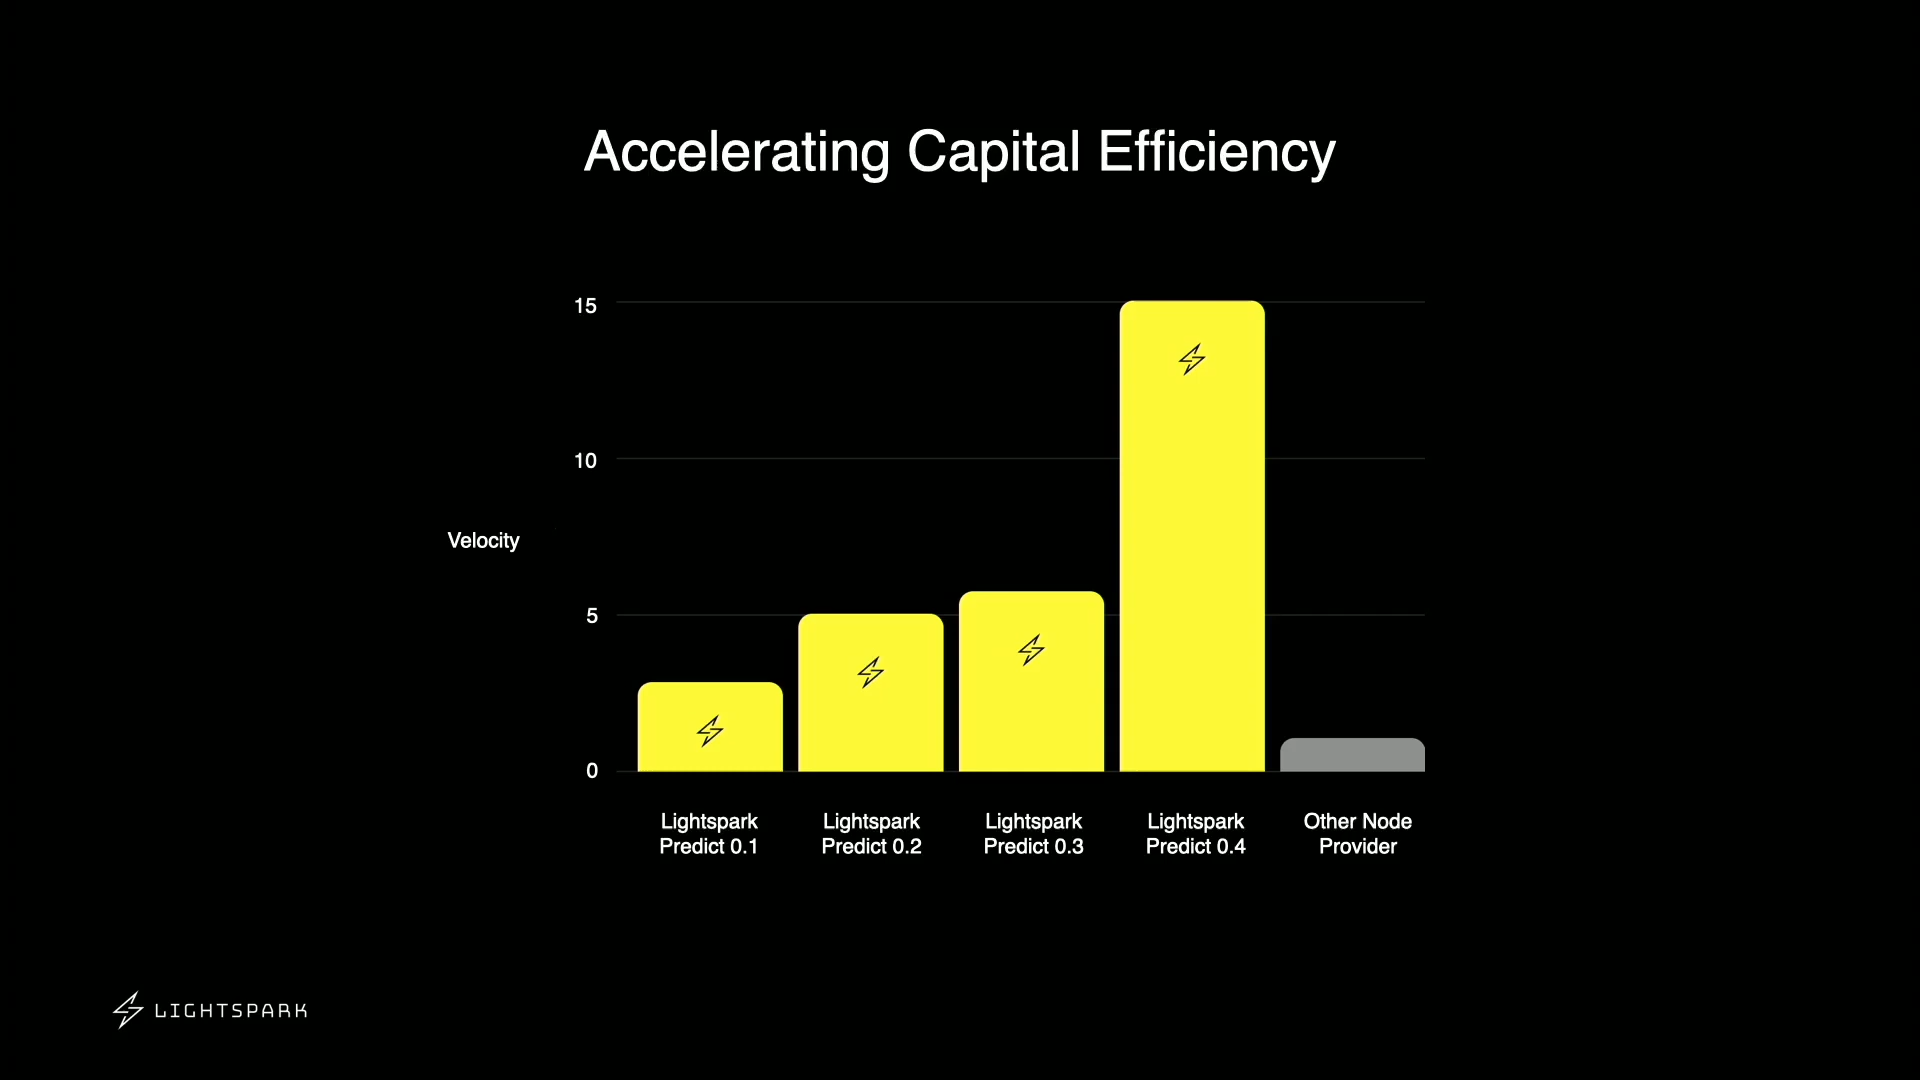 Accelerating Capital Efficiency
15
10
Velocity
5
0
Lightspark
Predict 0.1
Lightspark
Predict 0.2
Lightspark
Predict 0.3
Lightspark
Predict 0.4
Other Node
Provider
LIGHTSPARK